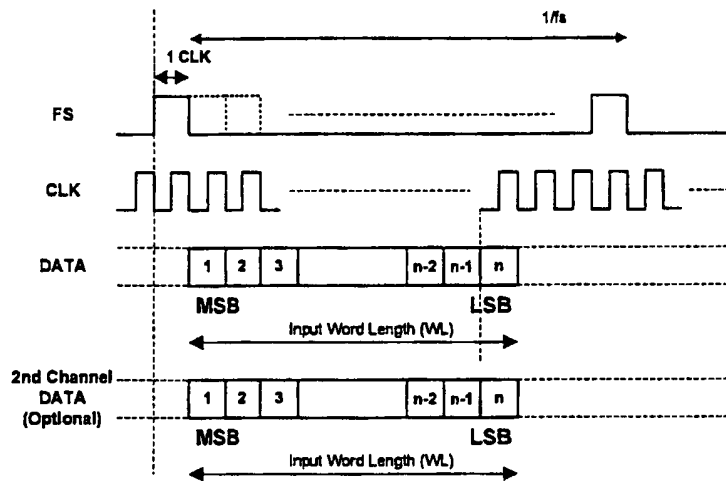 1/fs
1 CLK
FS
CLK
DATA
1 2 3 n-2 n-1 n
MSB LSB
Input Word Length (WL)
2nd Channel
DATA
(Optional)
1 2 3 n-2 n-1 n
MSB LSB
Input Word Length (WL)